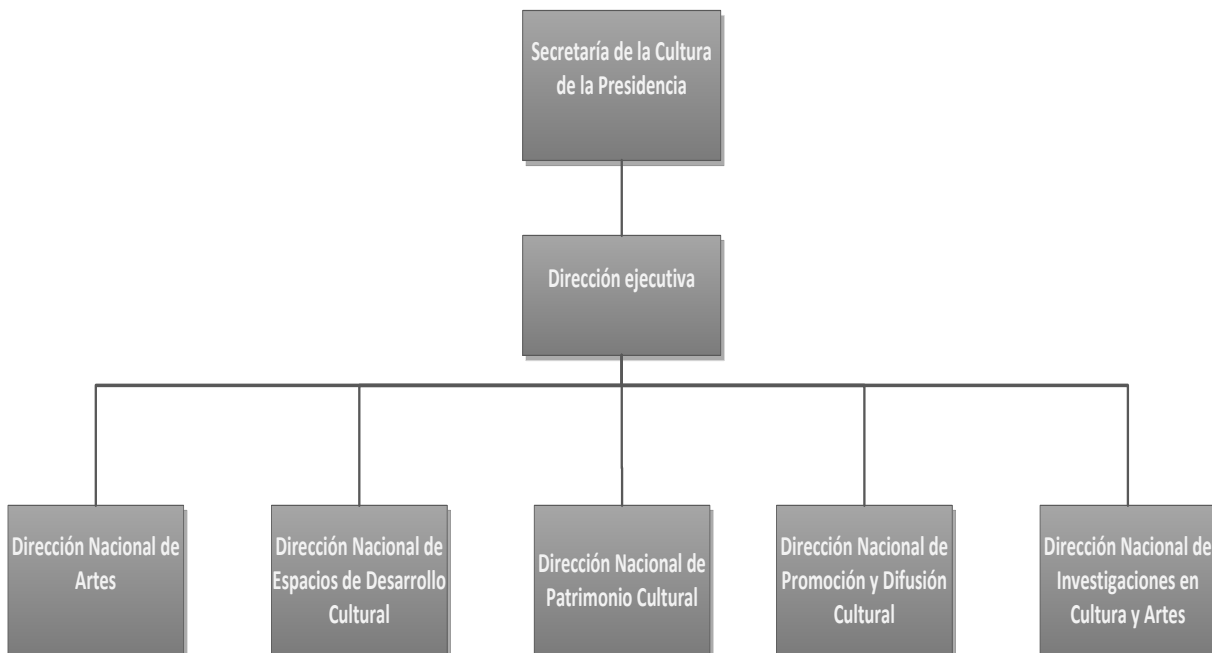 Secretaría de la Cultura
de la Presidencia
Dirección ejecutiva
Dirección Nacional de
Artes
Dirección Nacional de
Espacios de Desarrollo
Cultural
Dirección Nacional de
Patrimonio Cultural
Dirección Nacional de
Promoción y Difusión
Cultural
Dirección Nacional de
Investigaciones en
Cultura y Artes